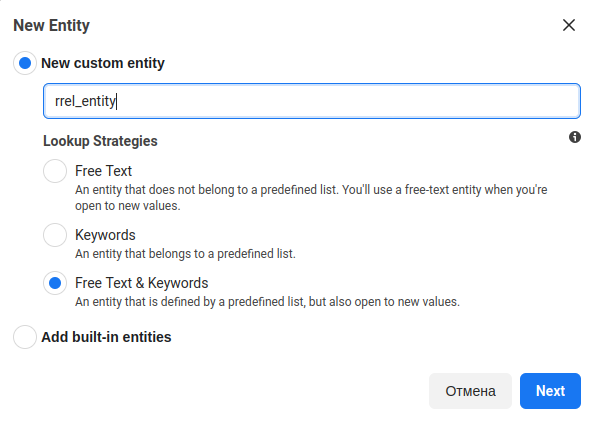 New Entity
New custom entity
rrel_entity
Lookup Strategies
Free Text
An entity that does not belong to a predefined list. You'll use a free-text entity when you're
open to new values.
Keywords
An entity that belongs to a predefined list.
Free Text & Keywords
An entity that is defined by a predefined list, but also open to new values.
Add built-in entities
Отмена
Next